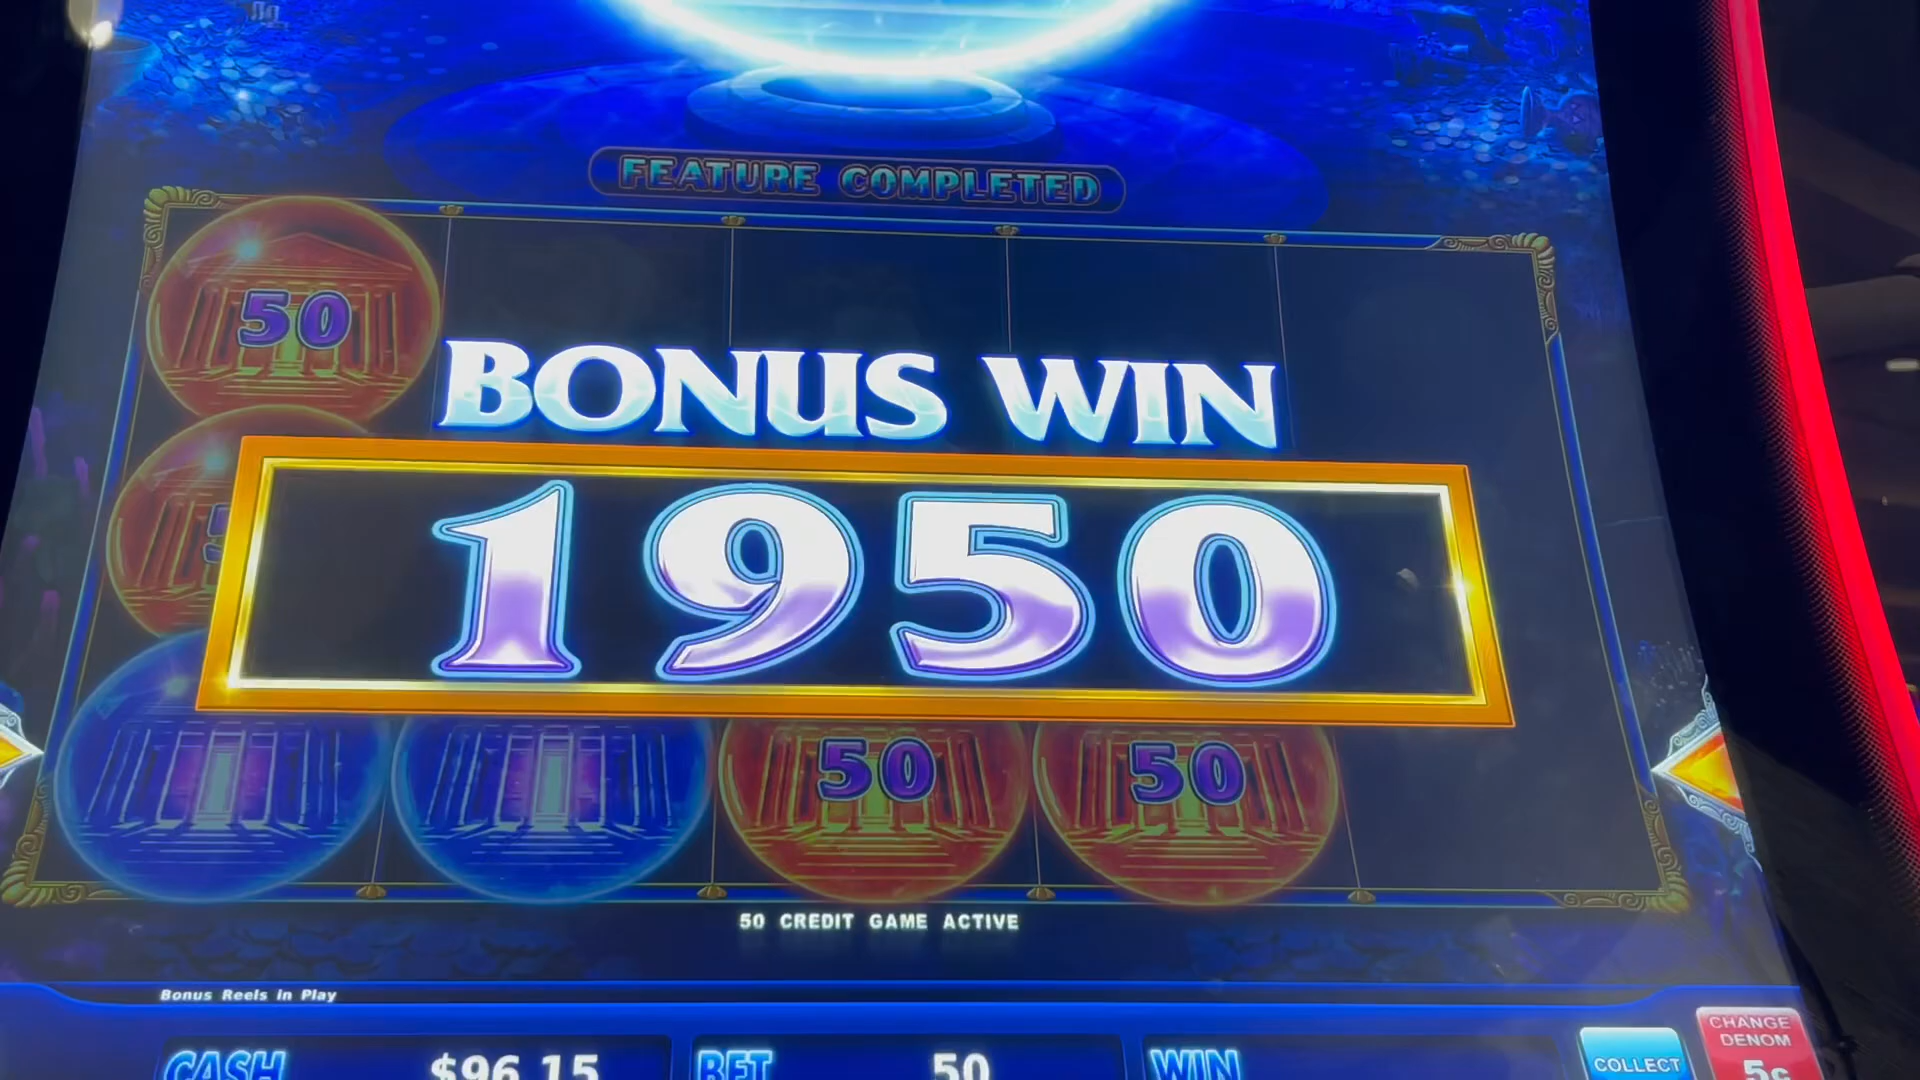 FEATURE COMPLETED
50
BONUS WIN
1950
50 50
50 CREDIT GAME ACTIVE
Bonus Reels in Play
CASH $96.15 BET 50 WIN
COLLECT
CHANGE
DENOM
5¢